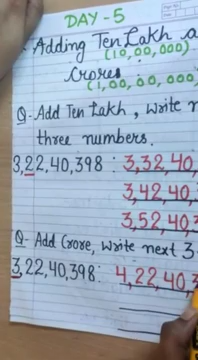 DAY-5
Adding Ten Lakh a
(10,00,000)
Crores
(1,00,00,000
Q- Add Ten Lakh, Write n
three numbers.
3,22,40,398: 3,32,40,
3,42,40,
3,52,40,3
Q- Add Crore, Write next 3
3,22,40,398: 4,22,40,3